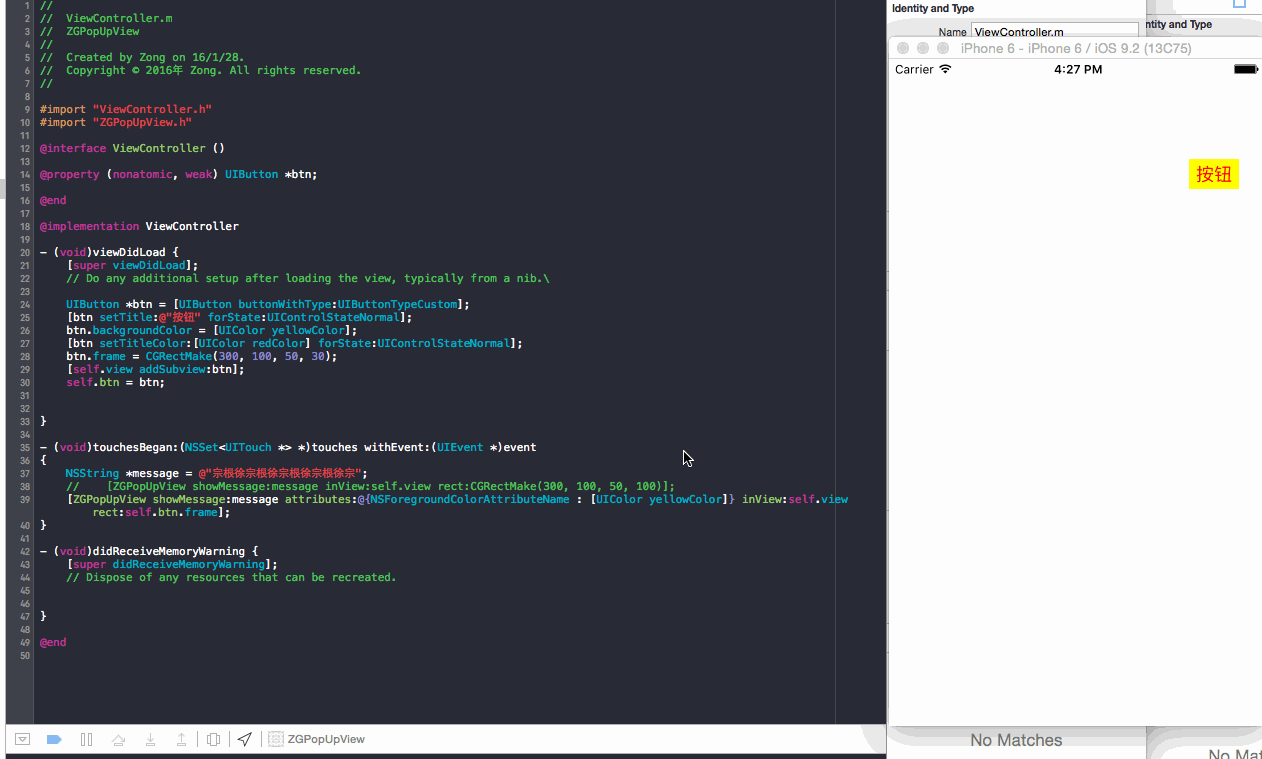 1 //
2 //  ViewController.m
3 //  ZGPopUpView
4 //
5 //  Created by Zong on 16/1/28.
6 //  Copyright © 2016年 Zong. All rights reserved.
7 //
8
9 #import "ViewController.h"
10 #import "ZGPopUpView.h"
11
12 @interface ViewController ()
13
14 @property (nonatomic, weak) UIButton *btn;
15
16 @end
17
18 @implementation ViewController
19
20 - (void)viewDidLoad {
21     [super viewDidLoad];
22     // Do any additional setup after loading the view, typically from a nib.\
23
24     UIButton *btn = [UIButton buttonWithType:UIButtonTypeCustom];
25     [btn setTitle:@"按钮" forState:UIControlStateNormal];
26     btn.backgroundColor = [UIColor yellowColor];
27     [btn setTitleColor:[UIColor redColor] forState:UIControlStateNormal];
28     btn.frame = CGRectMake(300, 100, 50, 30);
29     [self.view addSubview:btn];
30     self.btn = btn;
31
32
33 }
34
35 - (void)touchesBegan:(NSSet<UITouch *> *)touches withEvent:(UIEvent *)event
36 {
37     NSString *message = @"宗根徐宗根徐宗根徐宗根徐宗";
38     //    [ZGPopUpView showMessage:message inView:self.view rect:CGRectMake(300, 100, 50, 100)];
39     [ZGPopUpView showMessage:message attributes:@{NSForegroundColorAttributeName : [UIColor yellowColor]} inView:self.view
rect:self.btn.frame];
40 }
41
42 - (void)didReceiveMemoryWarning {
43     [super didReceiveMemoryWarning];
44     // Dispose of any resources that can be recreated.
45
46
47 }
48
49 @end
50
ZGPopUpView
Identity and Type
ntity and Type
Name ViewController.m
iPhone 6 - iPhone 6 / iOS 9.2 (13C75)
Carrier 4:27 PM
按钮
No Matches
No Mat